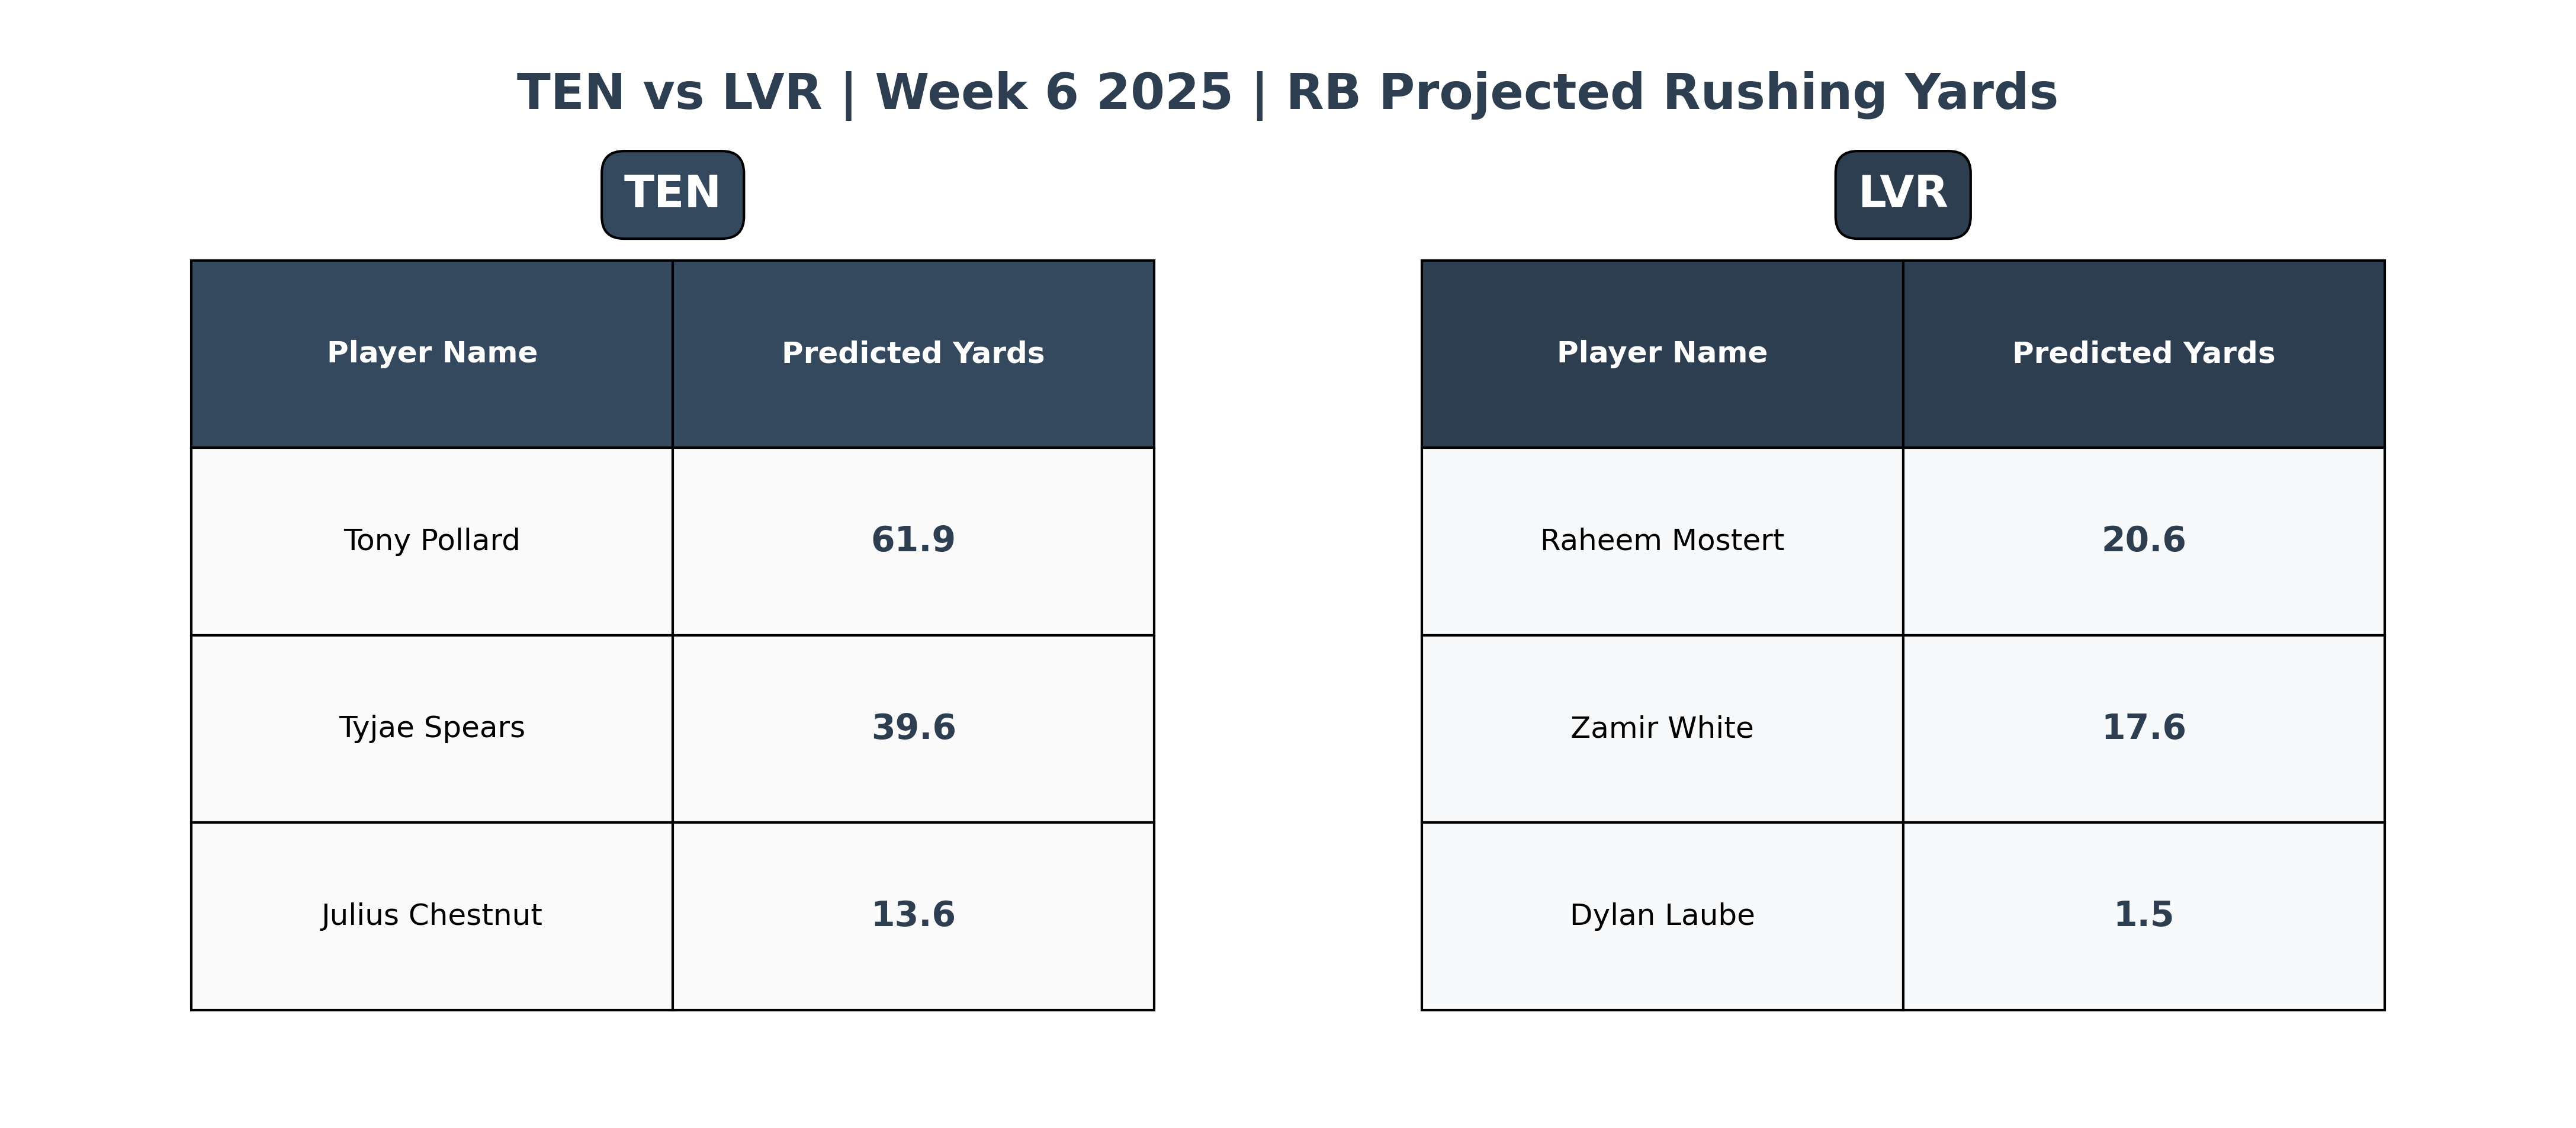 TEN vs LVR | Week 6 2025 | RB Projected Rushing Yards
TEN
Player Name Predicted Yards
Tony Pollard 61.9
Tyjae Spears 39.6
Julius Chestnut 13.6
LVR
Player Name Predicted Yards
Raheem Mostert 20.6
Zamir White 17.6
Dylan Laube 1.5